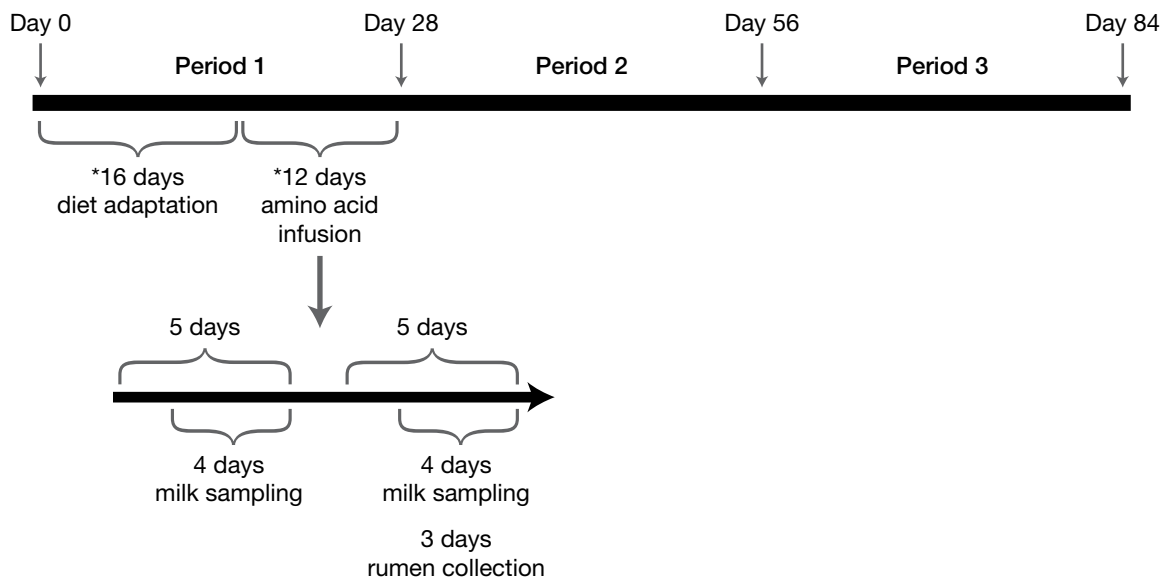 Day 0
Day 28
Day 56
Day 84
Period 1
Period 2
Period 3
*16 days
diet adaptation
*12 days
amino acid
infusion
5 days
5 days
4 days
milk sampling
4 days
milk sampling
3 days
rumen collection